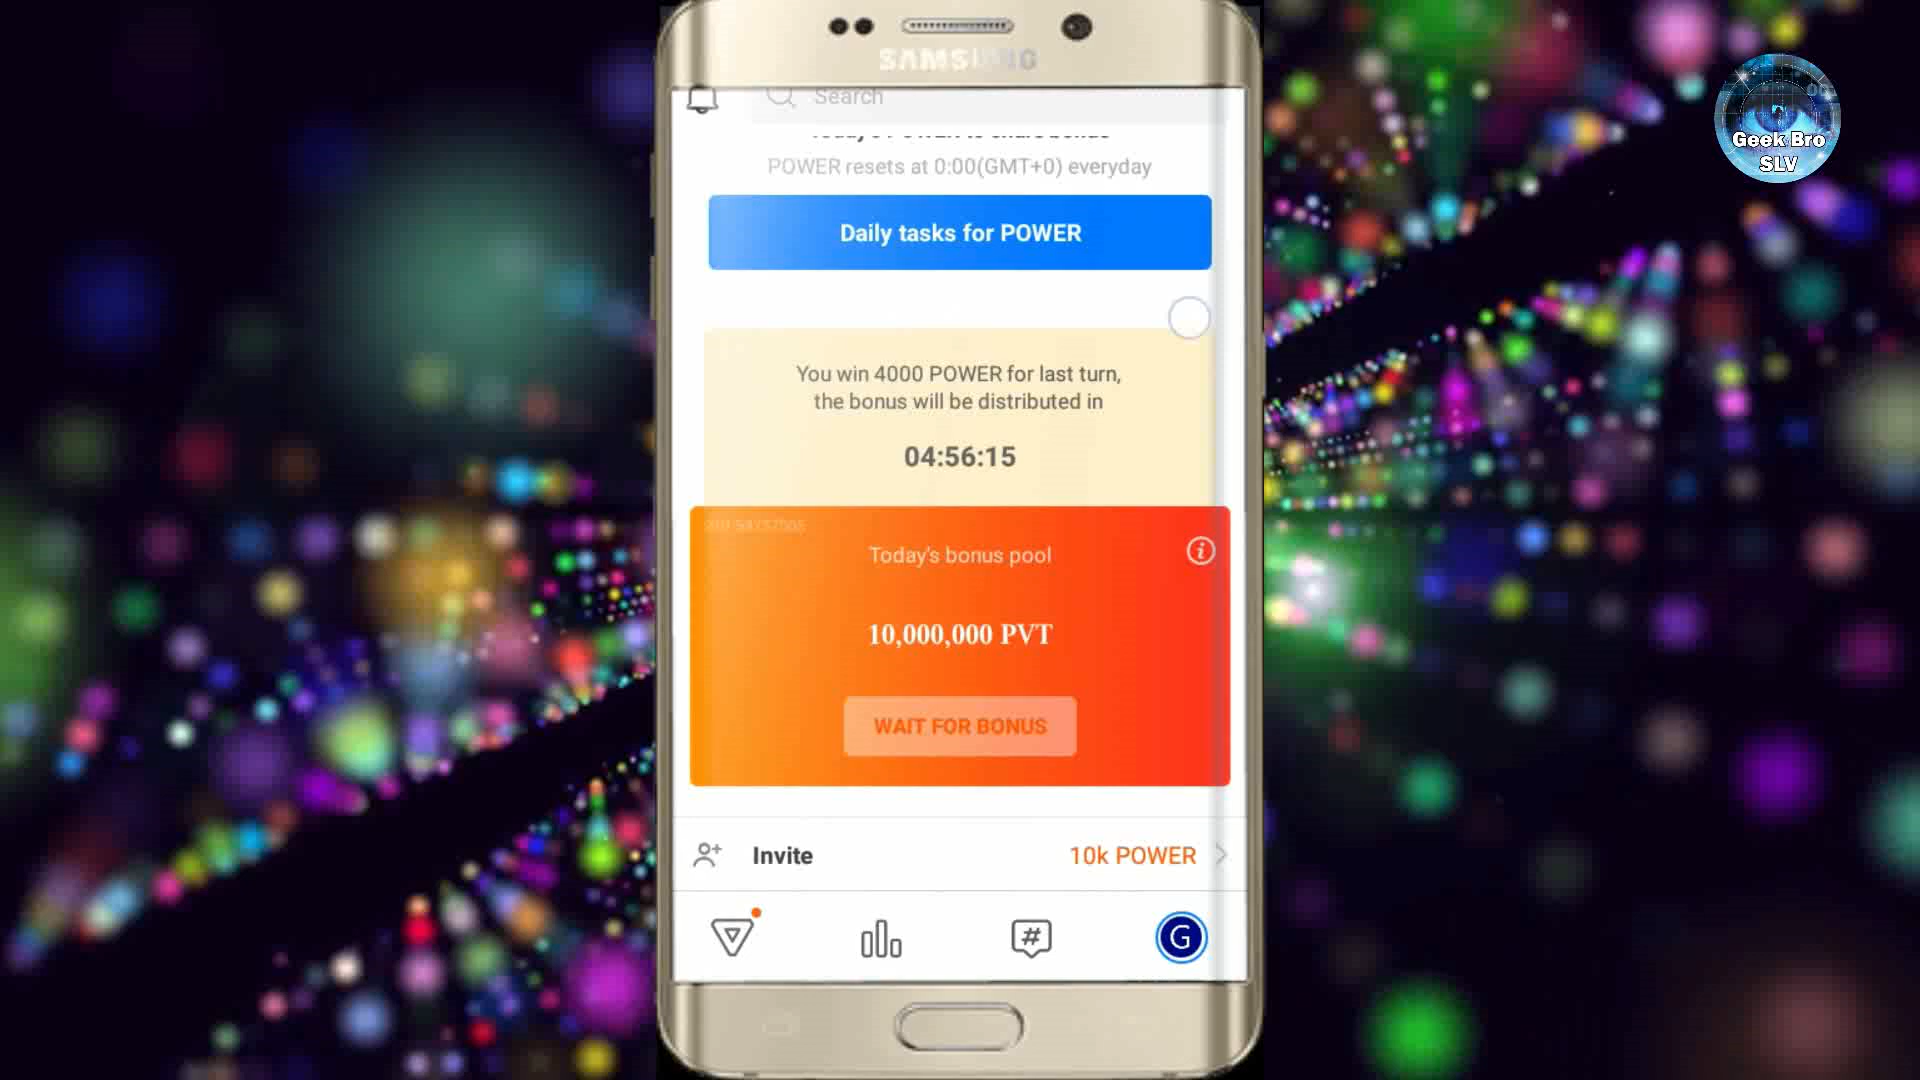 SAMSUNG
Search
POWER resets at 0:00(GMT+0) everyday
Daily tasks for POWER
You win 4000 POWER for last turn,
the bonus will be distributed in
04:56:15
Today's bonus pool
10,000,000 PVT
WAIT FOR BONUS
Invite
10k POWER
G
Geek Bro
SLV